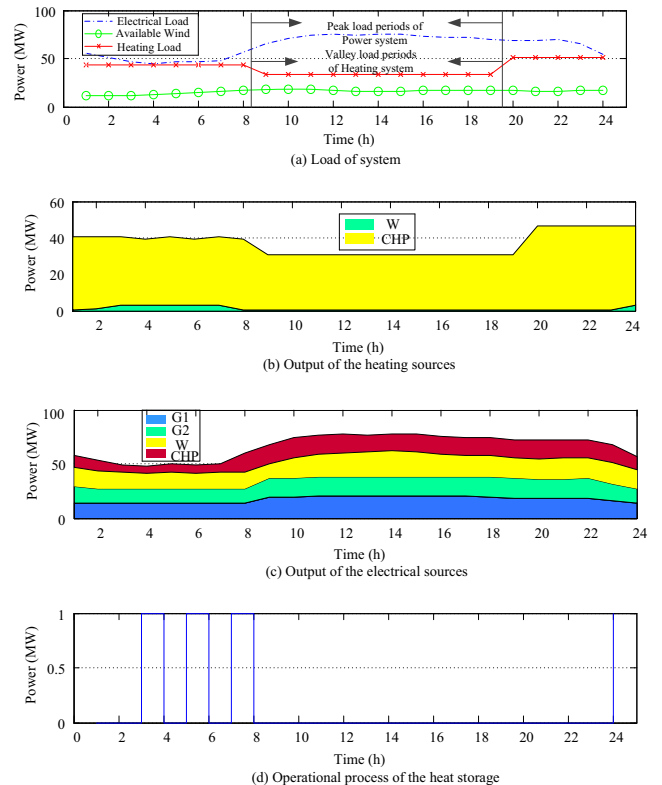 100
Electrical Load
Available Wind
Heating Load
Peak load periods of
Power system
Valley load periods
of Heating system
50
0
Power (MW)
0 2 4 6 8 10 12 14 16 18 20 22 24
Time (h)
(a) Load of system
60
40
20
0
Power (MW)
W
CHP
2 4 6 8 10 12 14 16 18 20 22 24
Time (h)
(b) Output of the heating sources
100
50
0
Power (MW)
G1
G2
W
CHP
2 4 6 8 10 12 14 16 18 20 22 24
Time (h)
(c) Output of the electrical sources
1
0.5
0
Power (MW)
0 2 4 6 8 10 12 14 16 18 20 22 24
Time (h)
(d) Operational process of the heat storage